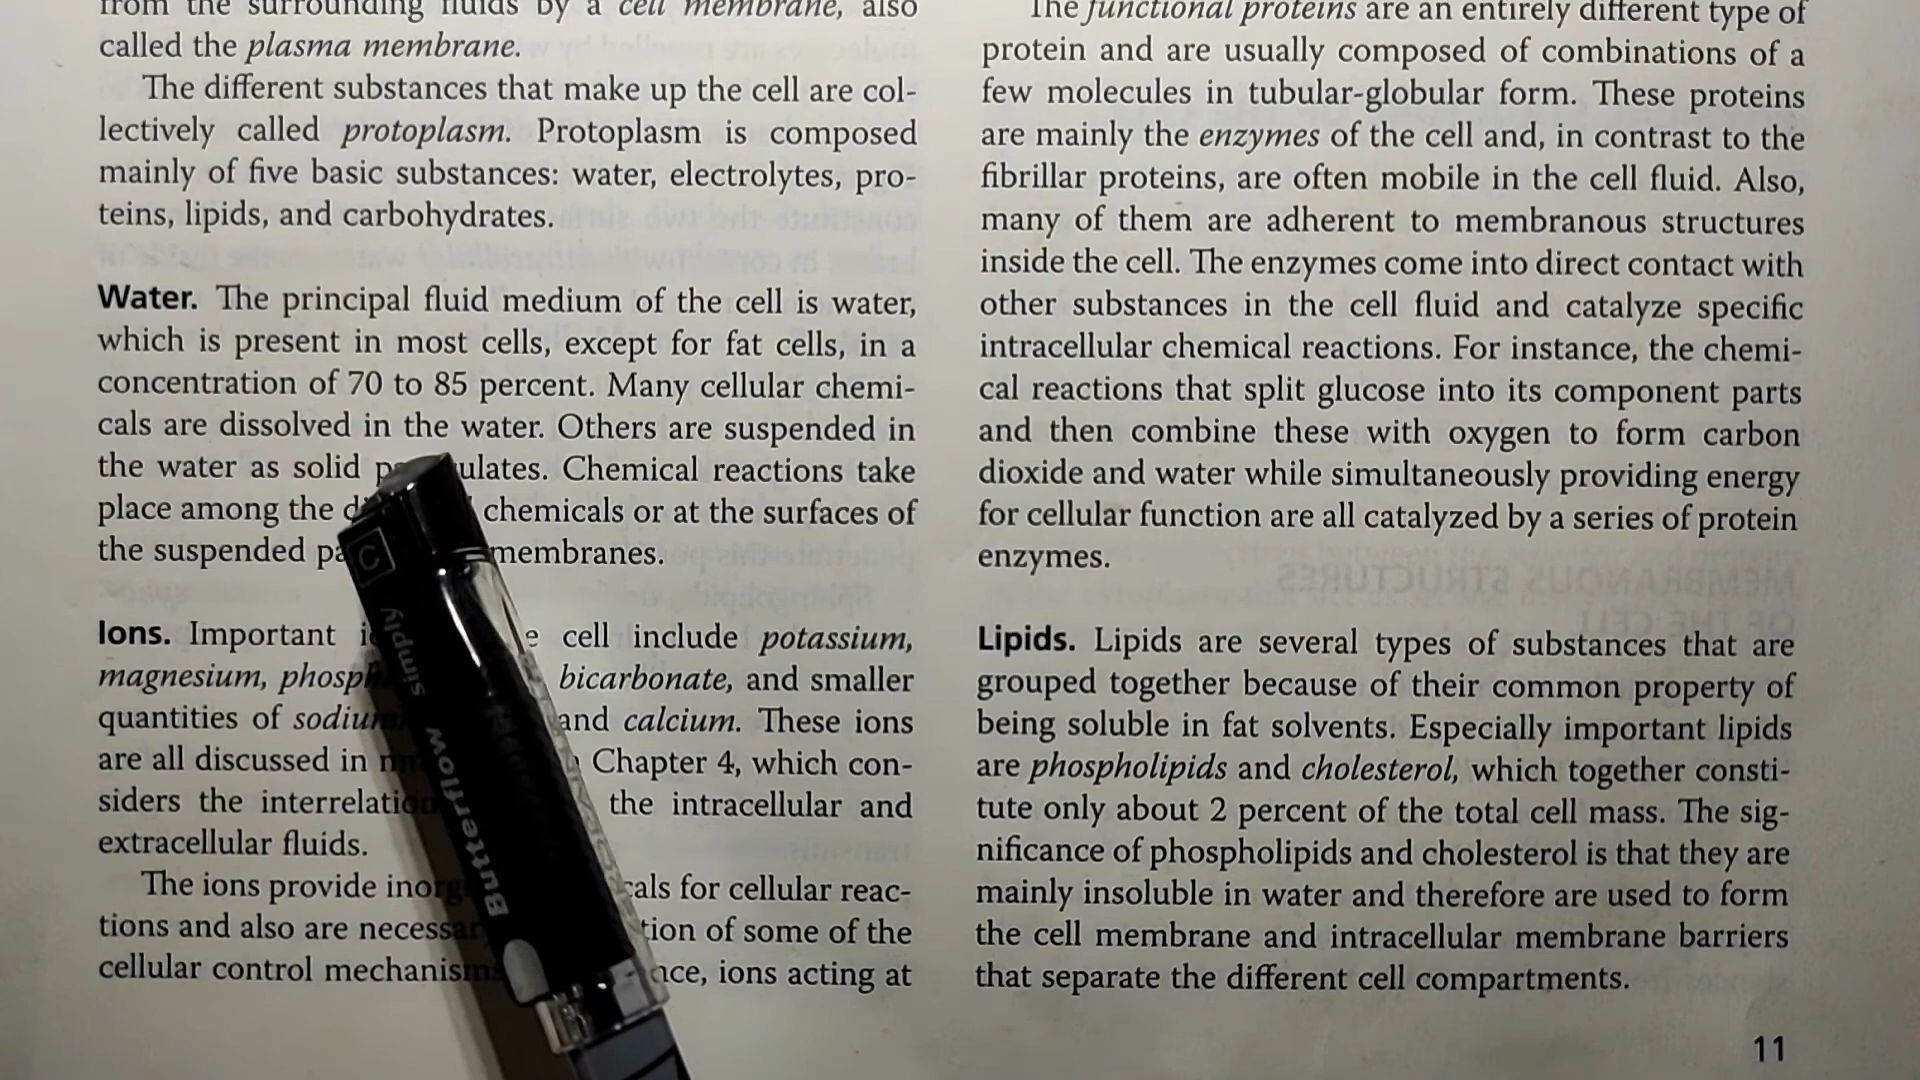 from the surrounding fluids by a cell membrane, also
called the plasma membrane.
The different substances that make up the cell are col-
lectively called protoplasm. Protoplasm is composed
mainly of five basic substances: water, electrolytes, pro-
teins, lipids, and carbohydrates.
Water. The principal fluid medium of the cell is water,
which is present in most cells, except for fat cells, in a
concentration of 70 to 85 percent. Many cellular chemi-
cals are dissolved in the water. Others are suspended in
the water as solid ulates. Chemical reactions take
place among the chemicals or at the surfaces of
the suspended membranes.
Ions. Important cell include potassium,
magnesium, bicarbonate, and smaller
quantities of and calcium. These ions
are all discussed in Chapter 4, which con-
siders the the intracellular and
extracellular fluids.
The ions provide for cellular reac-
tions and also are tion of some of the
cellular control ions acting at
The functional proteins are an entirely different type of
protein and are usually composed of combinations of a
few molecules in tubular-globular form. These proteins
are mainly the enzymes of the cell and, in contrast to the
fibrillar proteins, are often mobile in the cell fluid. Also,
many of them are adherent to membranous structures
inside the cell. The enzymes come into direct contact with
other substances in the cell fluid and catalyze specific
intracellular chemical reactions. For instance, the chemi-
cal reactions that split glucose into its component parts
and then combine these with oxygen to form carbon
dioxide and water while simultaneously providing energy
for cellular function are all catalyzed by a series of protein
enzymes.
Lipids. Lipids are several types of substances that are
grouped together because of their common property of
being soluble in fat solvents. Especially important lipids
are phospholipids and cholesterol, which together consti-
tute only about 2 percent of the total cell mass. The sig-
nificance of phospholipids and cholesterol is that they are
mainly insoluble in water and therefore are used to form
the cell membrane and intracellular membrane barriers
that separate the different cell compartments.
11
simply
Butterflow